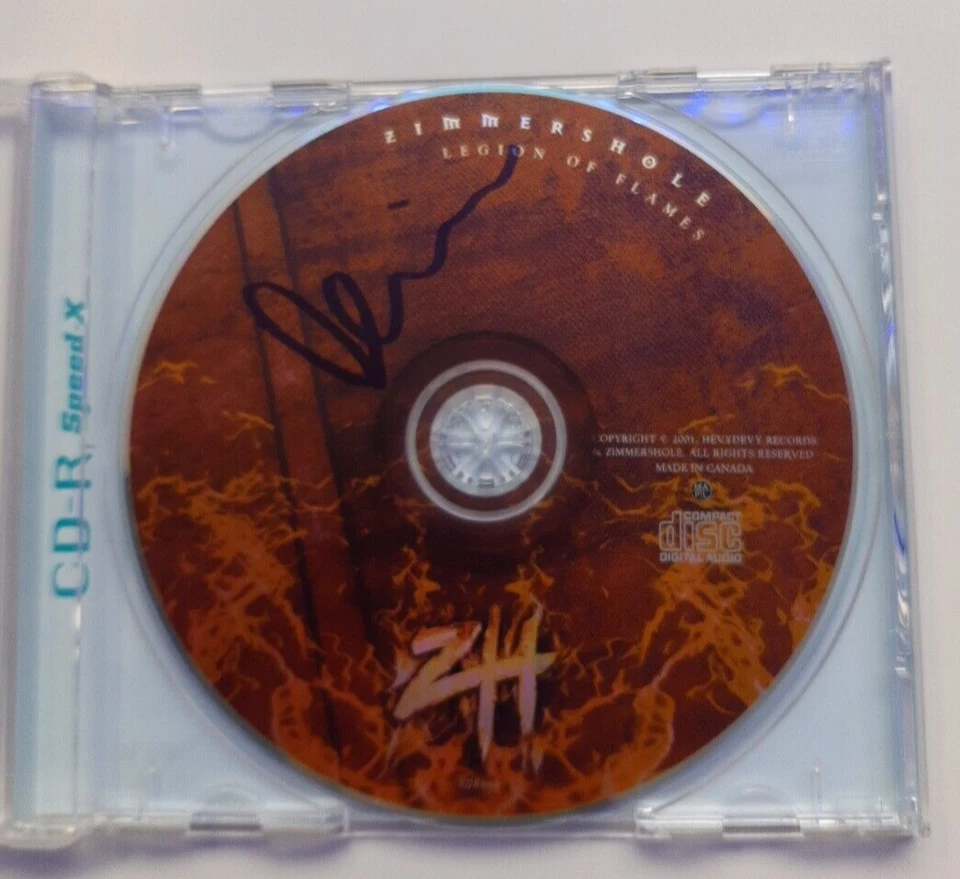 ZIMMERSHOLE
LEGION OF FLAMES
CD-R Speed-X
COPYRIGHT © 2001, HEVYDEVY RECORDS
& ZIMMERSHOLE. ALL RIGHTS RESERVED
MADE IN CANADA
COMPACT
disc
DIGITAL AUDIO
ZH